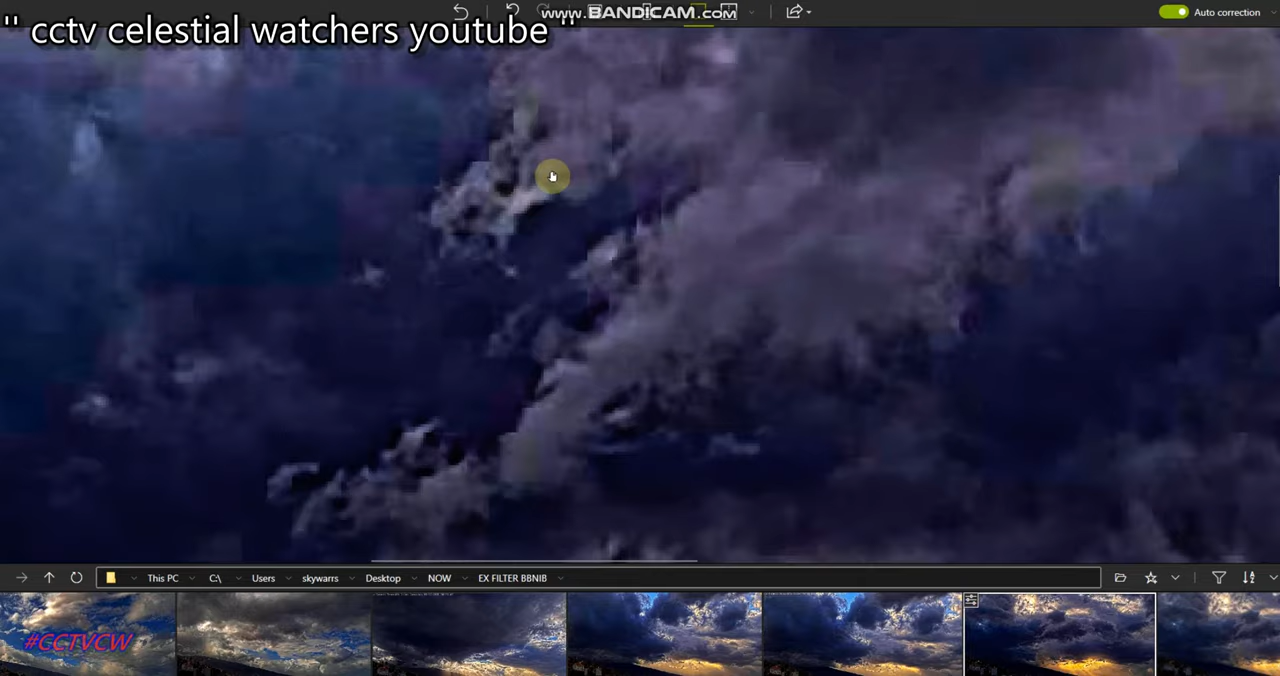 www.BANDICAM.com
Auto correction
" cctv celestial watchers youtube "
This PC
C:\
Users
skywarrs
Desktop
NOW
EX FILTER BBNIB
#CCTVCW